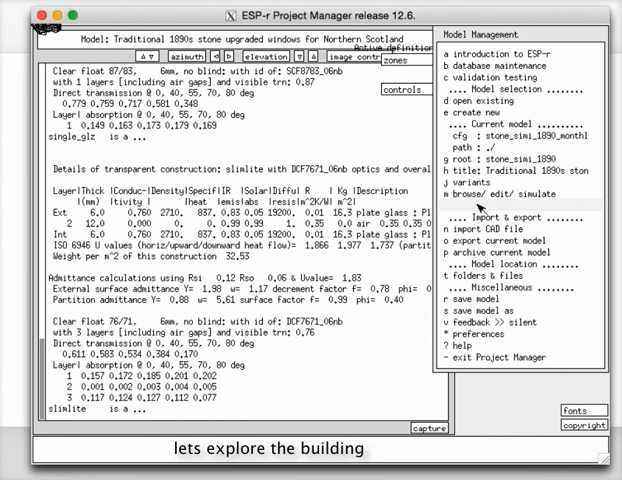 ESP-r Project Manager release 12.6.
Model: Traditional 1890s stone upgraded windows for Northern Scotland
Active definition
azimuth
elevation
image contr
zones
controls
Clear float 87/83, 6mm, no blind: with id of: SCF8783_06nb
with 1 layers [including air gaps] and visible trn: 0.87
Direct transmission @ 0, 40, 55, 70, 80 deg
0.779 0.759 0.717 0.581 0.348
Layer| absorption @ 0, 40, 55, 70, 80 deg
1 0.149 0.163 0.173 0.179 0.169
single_glz is a ...
Details of transparent construction: slimlite with DCF7671_06nb optics and overal
Layer|Thick |Conduc-|Density|Specif|IR |Solar|Diffu| R | Kg |Description
|(mm) |tivity | |heat |emis|abs |resis|m^2K/W| m^2|
Ext 6.0 0.760 2710. 837. 0.83 0.05 19200. 0.01 16.3 plate glass : Pl
2 12.0 0.000 0. 0. 0.99 0.99 1. 0.35 0.0 air 0.35 0.35 0
Int 6.0 0.760 2710. 837. 0.83 0.05 19200. 0.01 16.3 plate glass : Pl
ISO 6946 U values (horiz/upward/downward heat flow)= 1.866 1.977 1.737 (partit
Weight per m^2 of this construction 32.53
Admittance calculations using Rsi 0.12 Rso 0.06 & Uvalue= 1.83
External surface admittance Y= 1.98 w= 1.17 decrement factor f= 0.78 phi=
Partition admittance Y= 0.88 w= 5.61 surface factor f= 0.99 phi= 0.40
Clear float 76/71, 6mm, no blind: with id of: DCF7671_06nb
with 3 layers [including air gaps] and visible trn: 0.76
Direct transmission @ 0, 40, 55, 70, 80 deg
0.611 0.583 0.534 0.384 0.170
Layer| absorption @ 0, 40, 55, 70, 80 deg
1 0.157 0.172 0.185 0.201 0.202
2 0.001 0.002 0.003 0.004 0.005
3 0.117 0.124 0.127 0.112 0.077
slimlite is a ...
capture
lets explore the building
Model Management
a introduction to ESP-r
b database maintenance
c validation testing
.... Model selection ........
d open existing
e create new
.... Current model ..........
cfg : stone_simi_1890_monthl
path : ./
g root : stone_simi_1890
h title: Traditional 1890s ston
j variants
m browse/ edit/ simulate
.... Import & export ........
n import CAD file
o export current model
p archive current model
.... Model location .........
t folders & files
.... Miscellaneous ..........
r save model
s save model as
v feedback >> silent
* preferences
? help
- exit Project Manager
fonts
copyright